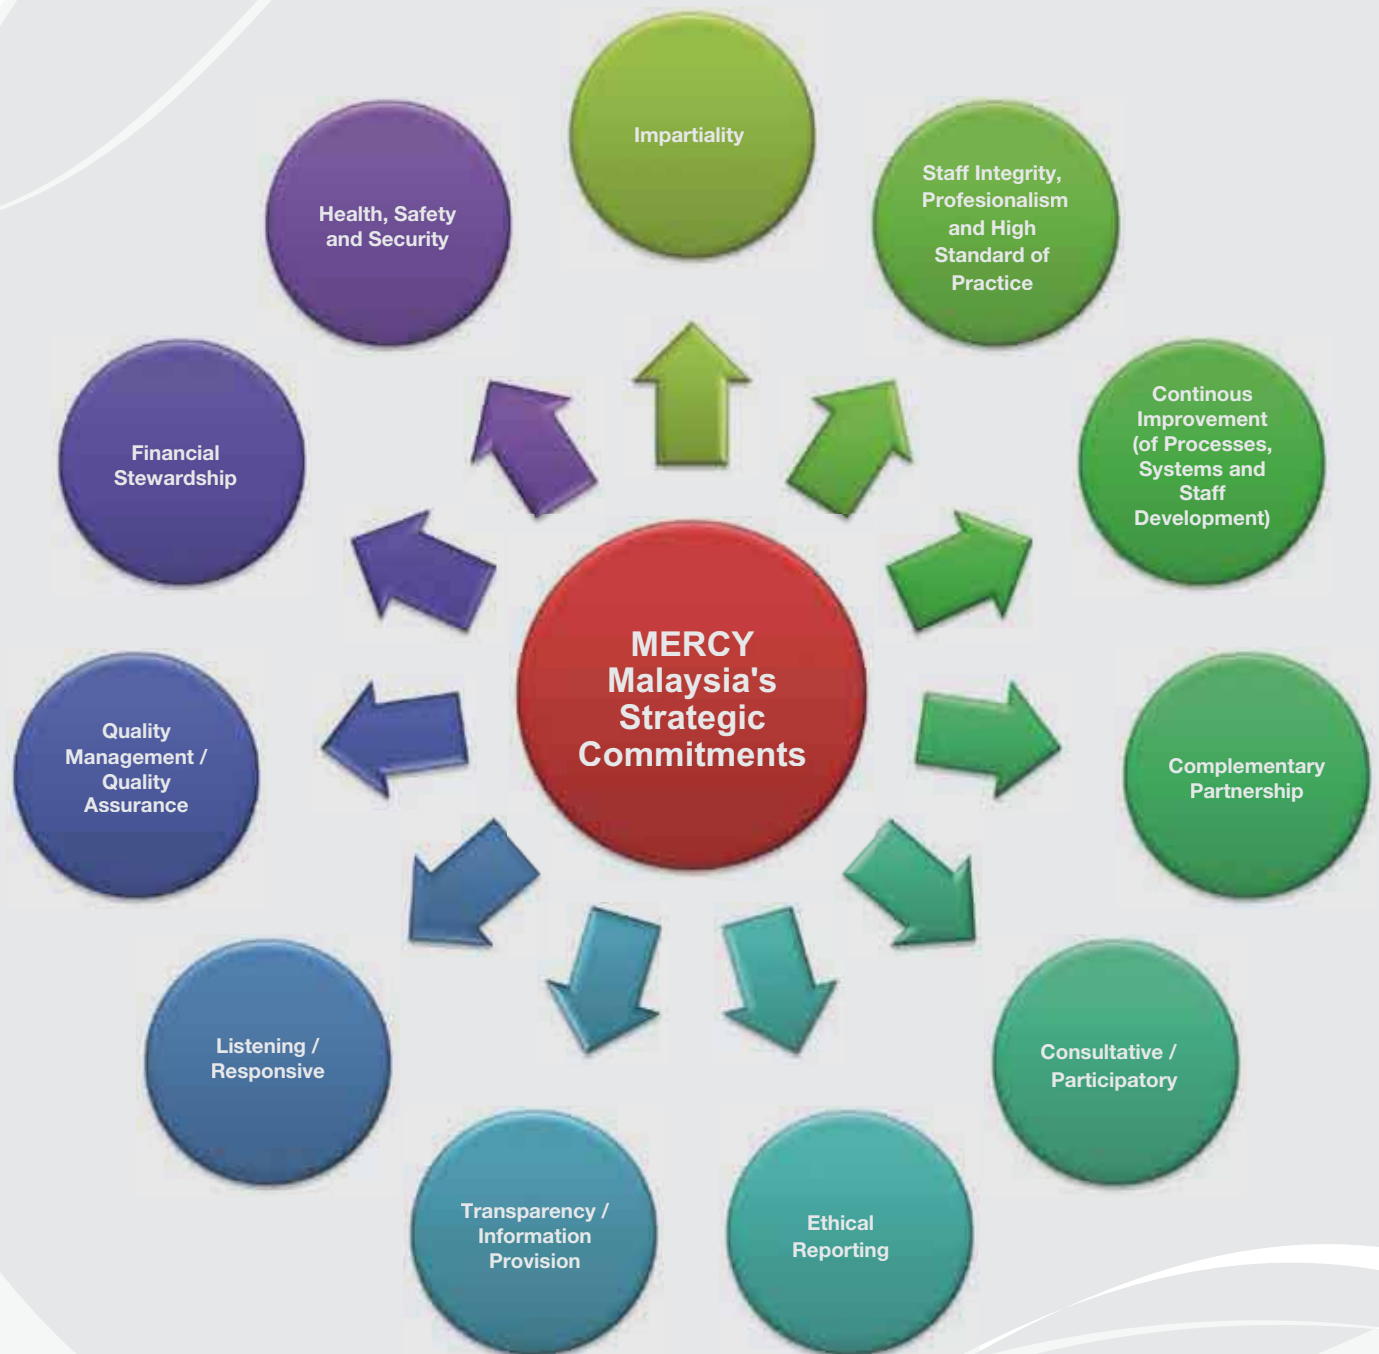 Impartiality
Staff Integrity,
Profesionalism
and High
Standard of
Practice
Continous
Improvement
(of Processes,
Systems and
Staff
Development)
Complementary
Partnership
Consultative /
Participatory
Ethical
Reporting
Transparency /
Information
Provision
Listening /
Responsive
Quality
Management /
Quality
Assurance
Financial
Stewardship
Health, Safety
and Security
MERCY
Malaysia's
Strategic
Commitments